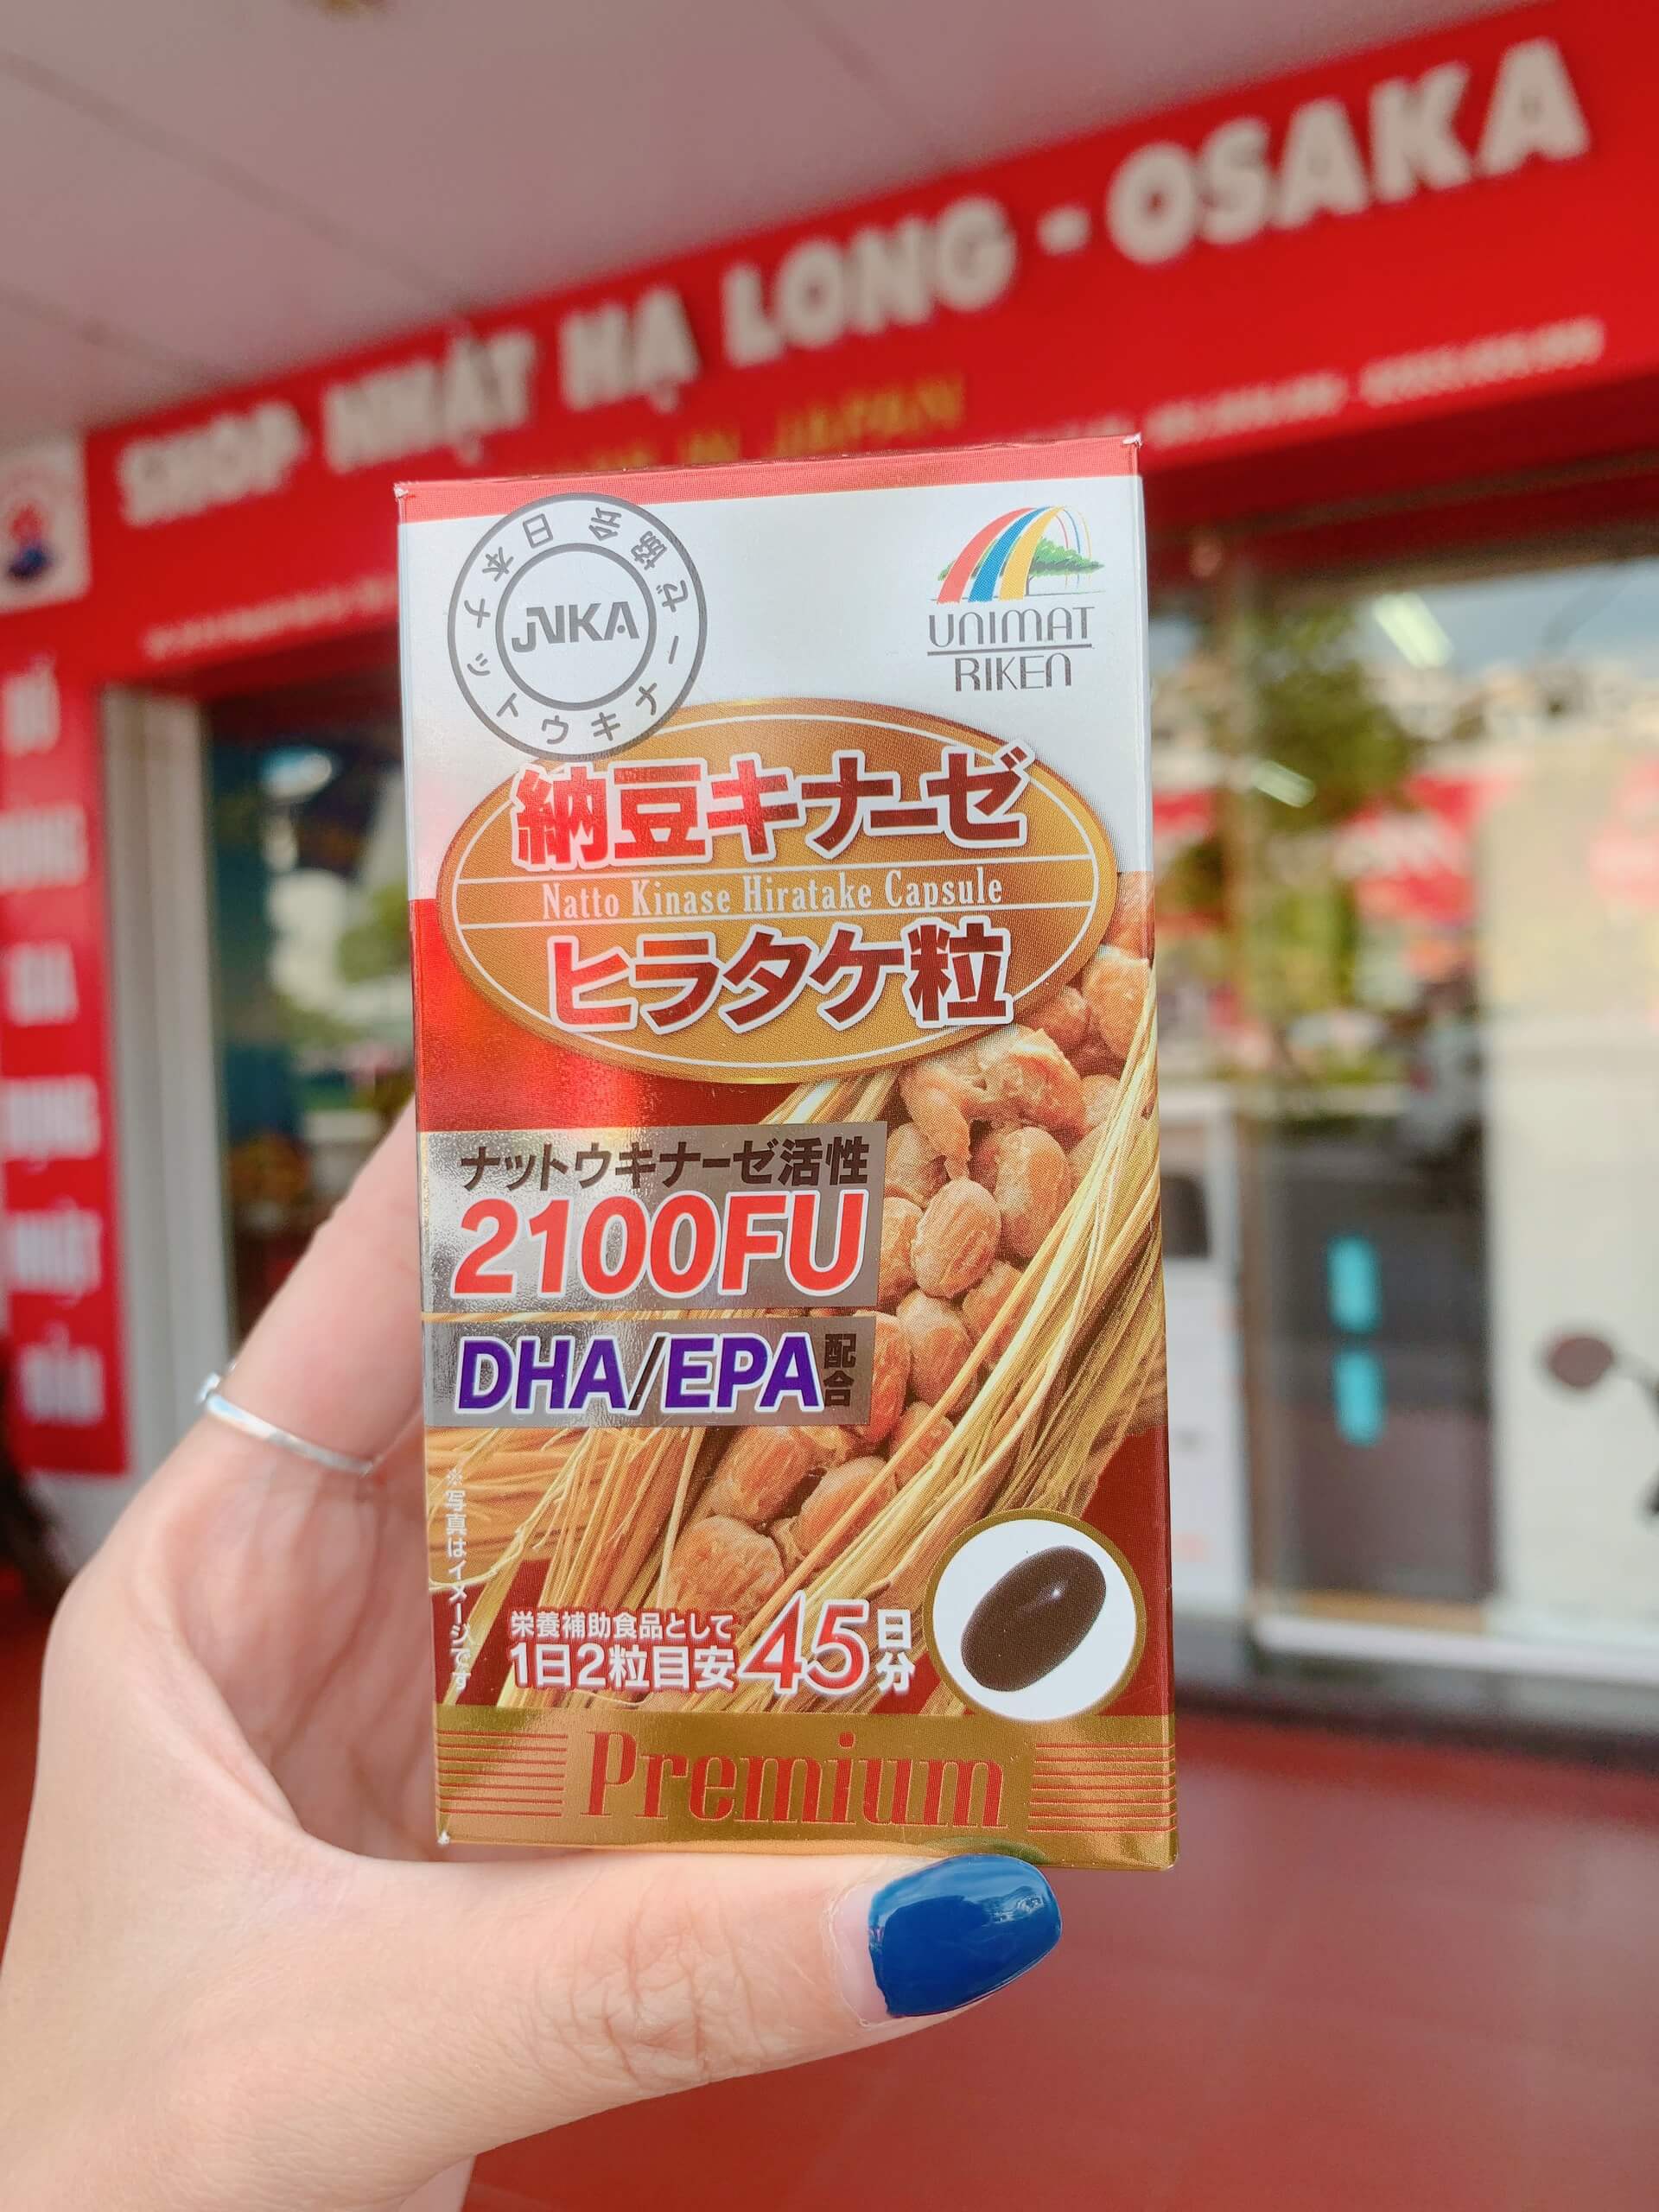 SHOP NHẬT HẠ LONG - OSAKA
IN JAPAN
日本ナットウキナーゼ協会
JNKA
UNIMAT
RIKEN
納豆キナーゼ
Natto Kinase Hiratake Capsule
ヒラタケ粒
ナットウキナーゼ活性
2100FU
DHA/EPA配合
※写真はイメージです
栄養補助食品として
1日2粒目安45日分
Premium